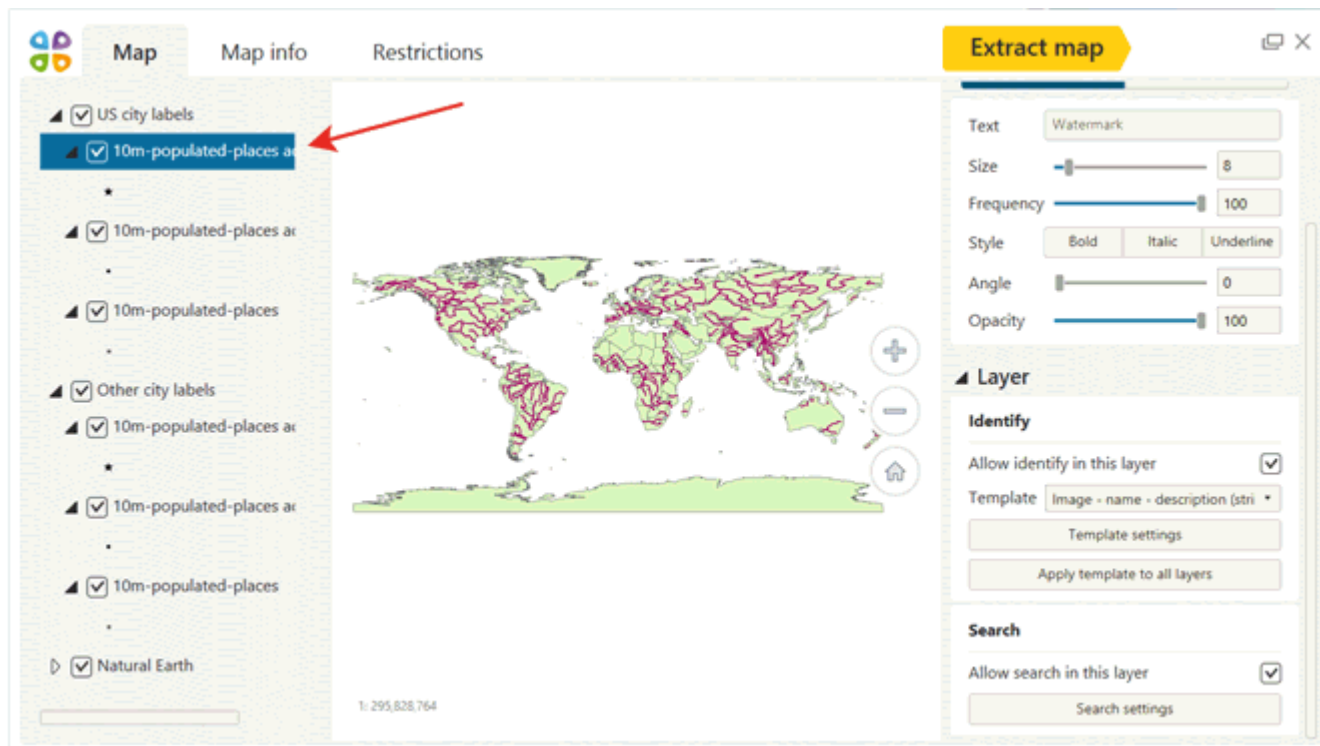 Map
Map info
Restrictions
Extract map
US city labels
10m-populated-places
10m-populated-places
10m-populated-places
Other city labels
10m-populated-places
10m-populated-places
10m-populated-places
Natural Earth
1: 295,828,764
Text Watermark
Size 8
Frequency 100
Style Bold Italic Underline
Angle 0
Opacity 100
Layer
Identify
Allow identify in this layer
Template Image - name - description (stri
Template settings
Apply template to all layers
Search
Allow search in this layer
Search settings